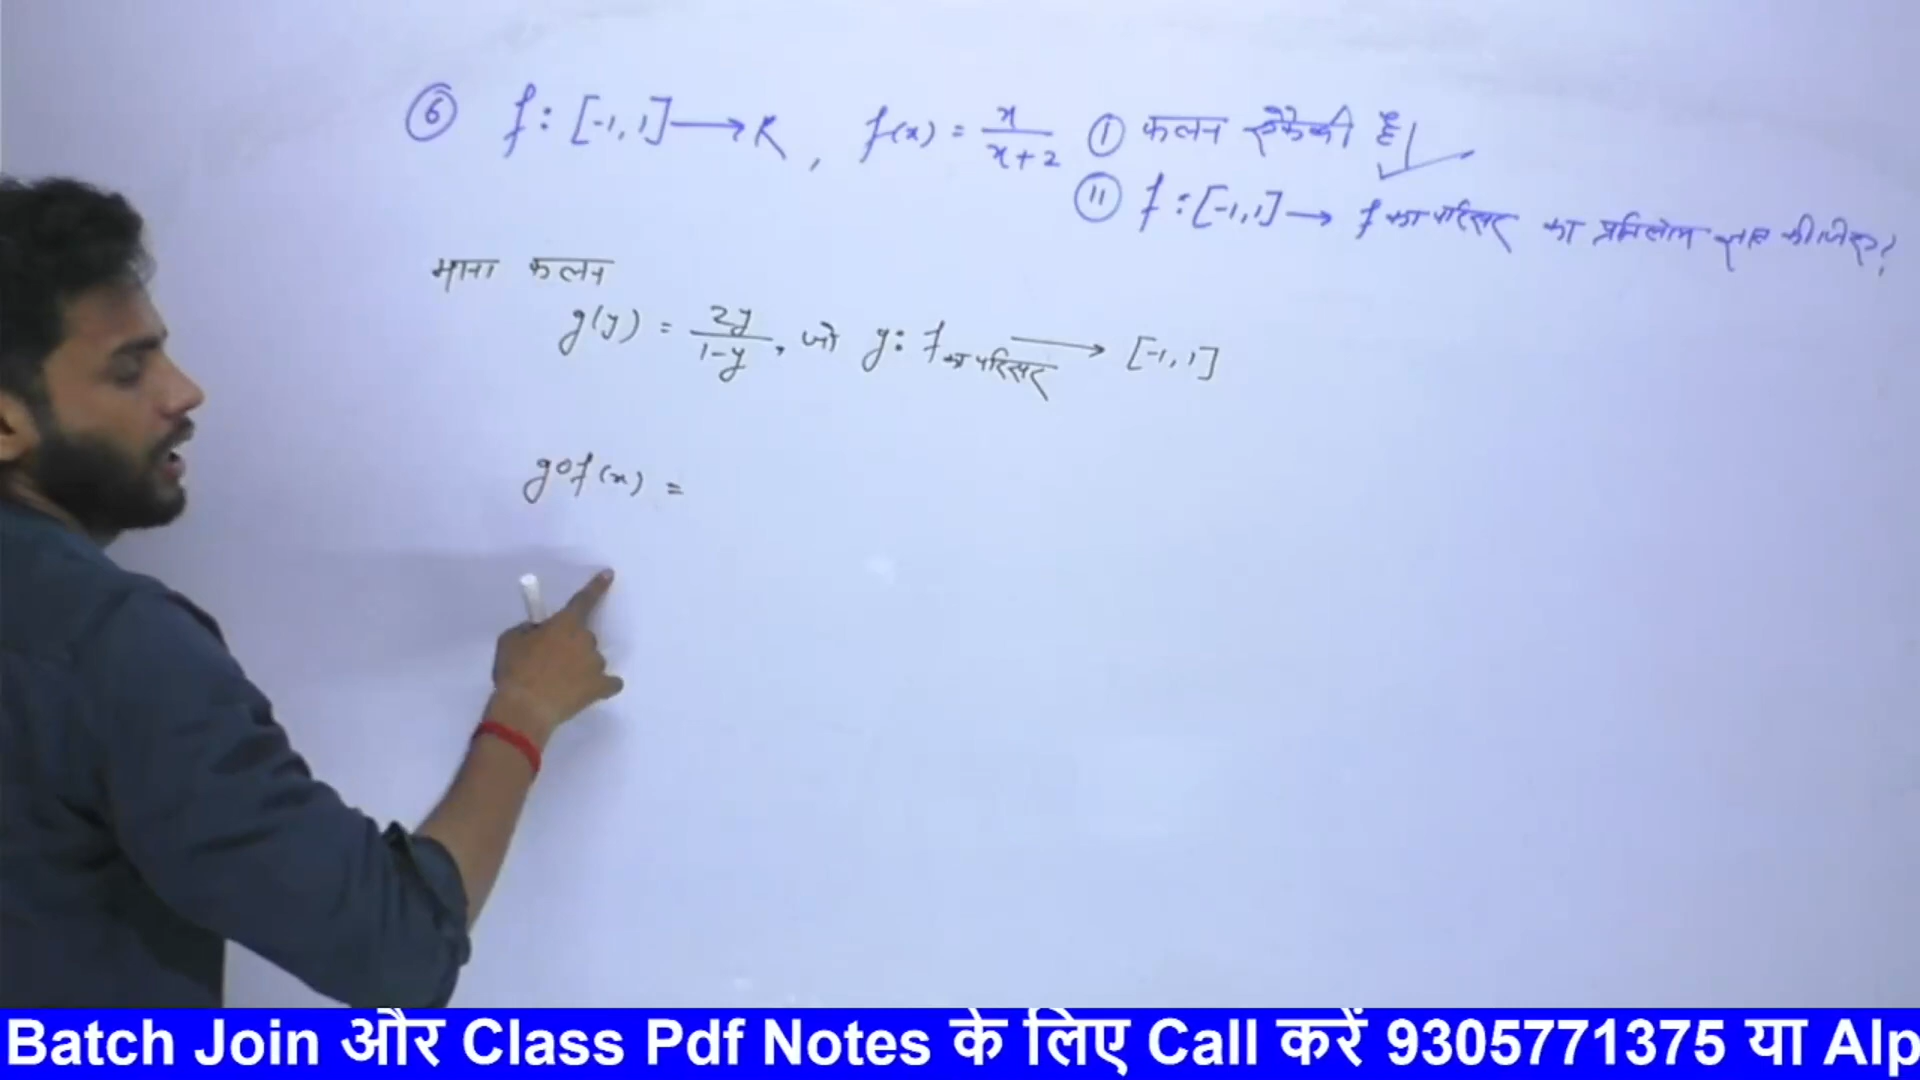 ⑥ f : [-1, 1] → R , f(x) = x/(x+2) ① फलन एकैकी है।
⑪ f : [-1, 1] → f का परिसर का प्रतिलोम ज्ञात कीजिए?
माना फलन
g(y) = 2y/(1-y) , जो g : f का परिसर → [-1, 1]
gof(x) =
Batch Join और Class Pdf Notes के लिए Call करें 9305771375 या Alp